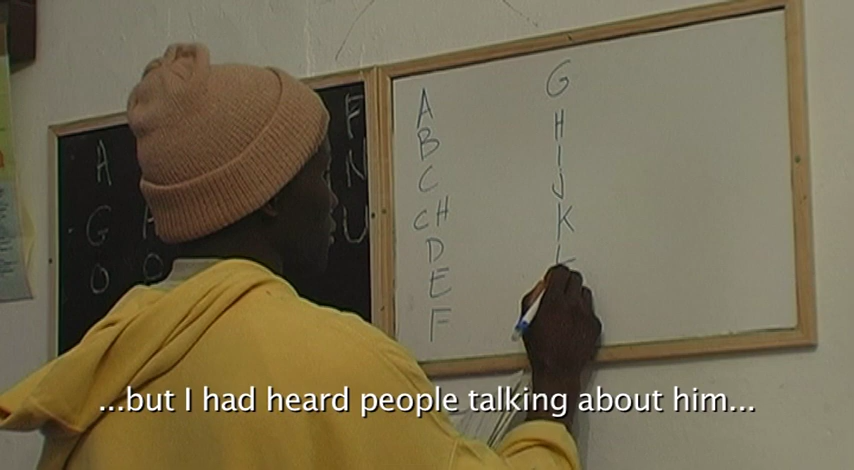 A
G
O
F
N
U
A
O
A
B
C
CH
D
E
F
G
H
I
J
K
L
...but I had heard people talking about him...